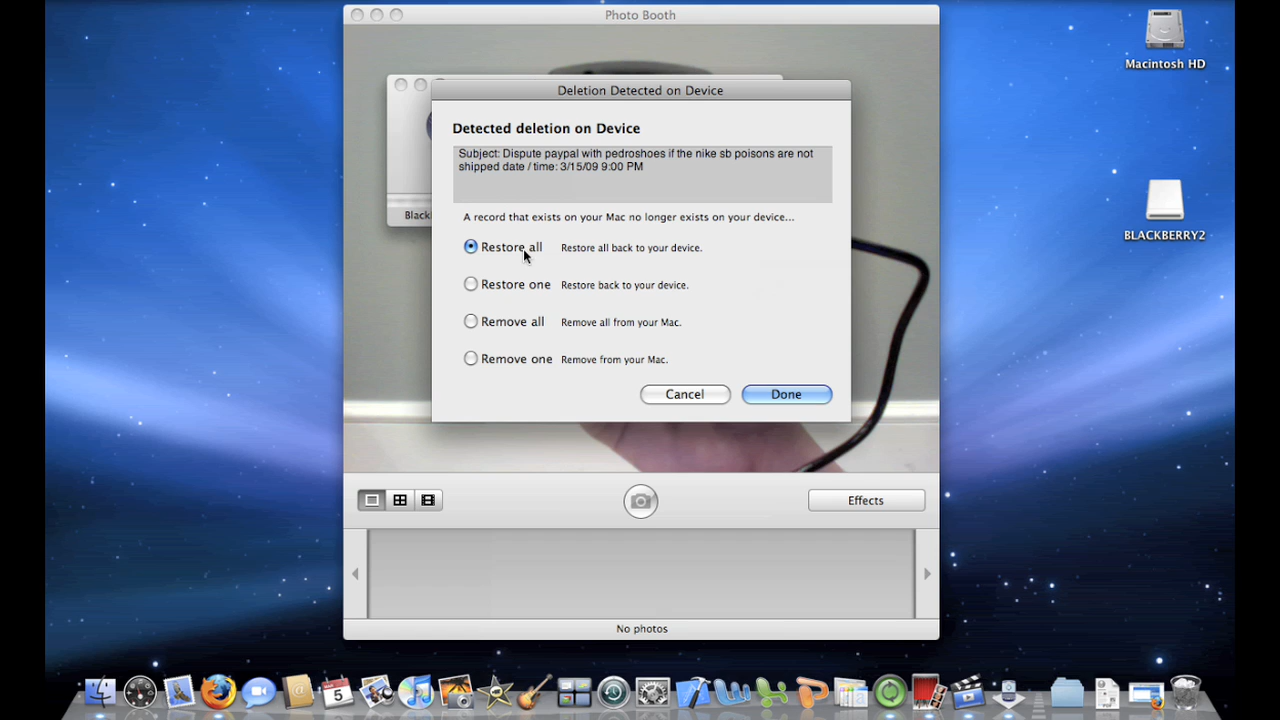 Photo Booth
Macintosh HD
Deletion Detected on Device
Detected deletion on Device
Subject: Dispute paypal with pedroshoes if the nike sb poisons are not
shipped date / time: 3/15/09 9:00 PM
Black
A record that exists on your Mac no longer exists on your device...
BLACKBERRY2
Restore all Restore all back to your device.
Restore one Restore back to your device.
Remove all Remove all from your Mac.
Remove one Remove from your Mac.
Cancel Done
Effects
No photos
5